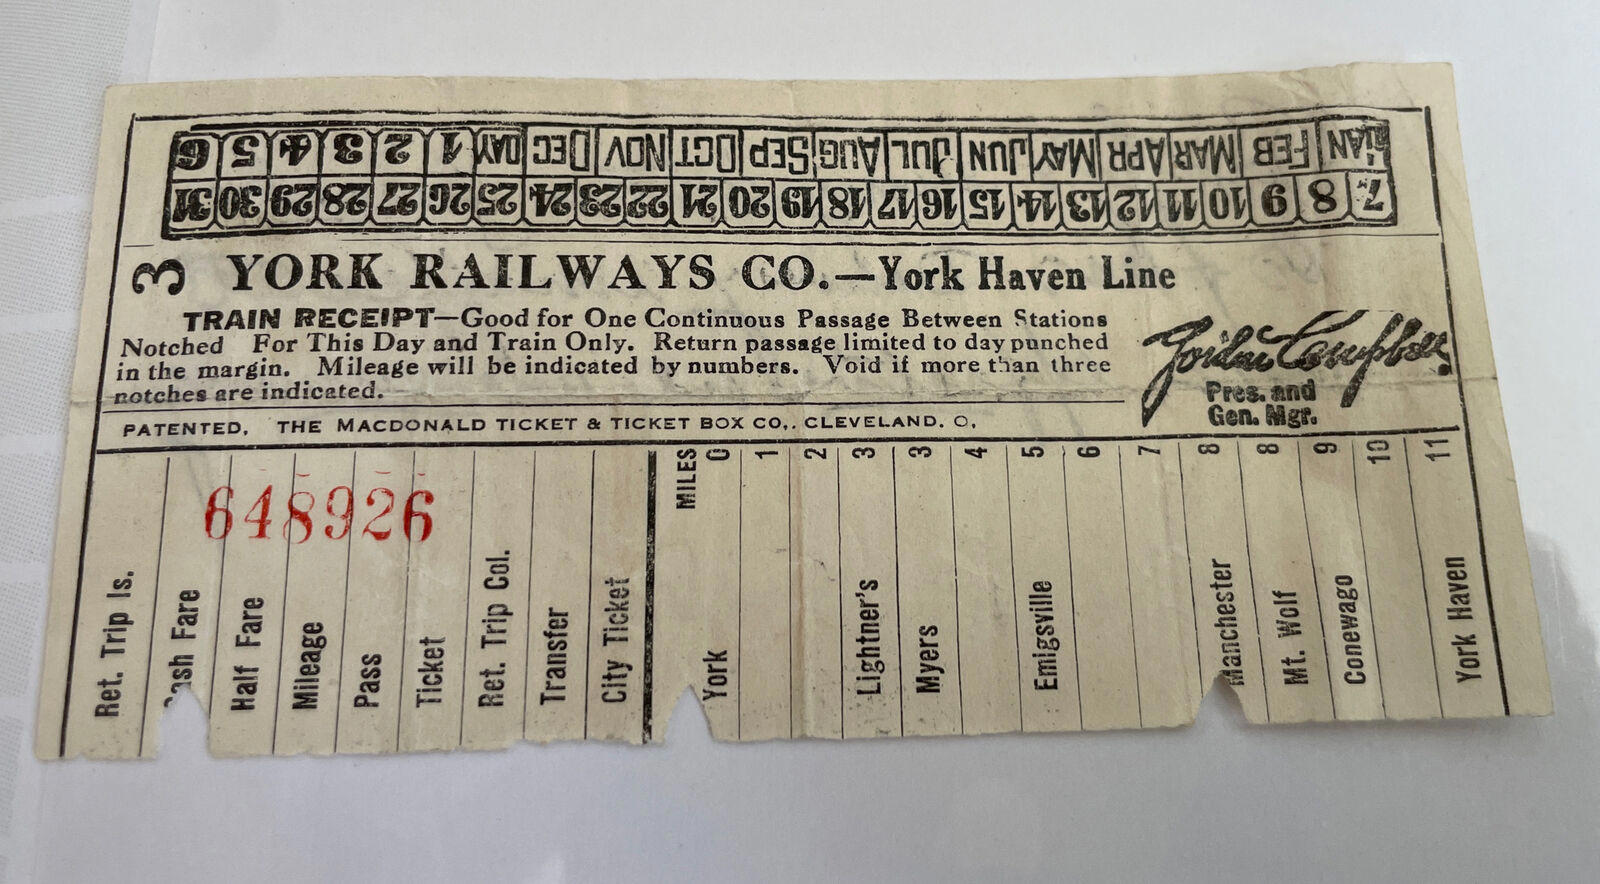 6 5 4 3 2 1 DAY DEC NOV OCT SEP AUG JUL JUN MAY APR MAR FEB JAN
31 30 29 28 27 26 25 24 23 22 21 20 19 18 17 16 15 14 13 12 11 10 9 8 7
3 YORK RAILWAYS CO.—York Haven Line
TRAIN RECEIPT—Good for One Continuous Passage Between Stations
Notched For This Day and Train Only. Return passage limited to day punched
in the margin. Mileage will be indicated by numbers. Void if more than three
notches are indicated.
Gordon Campbell
Pres. and
Gen. Mgr.
PATENTED, THE MACDONALD TICKET & TICKET BOX CO,. CLEVELAND. O,
648926
Ret. Trip Is.
Cash Fare
Half Fare
Mileage
Pass
Ticket
Ret. Trip Col.
Transfer
City Ticket
MILES
0 York
1
2
3 Lightner's
3 Myers
4
5 Emigsville
6
7
8 Manchester
8 Mt. Wolf
9 Conewago
10
11 York Haven